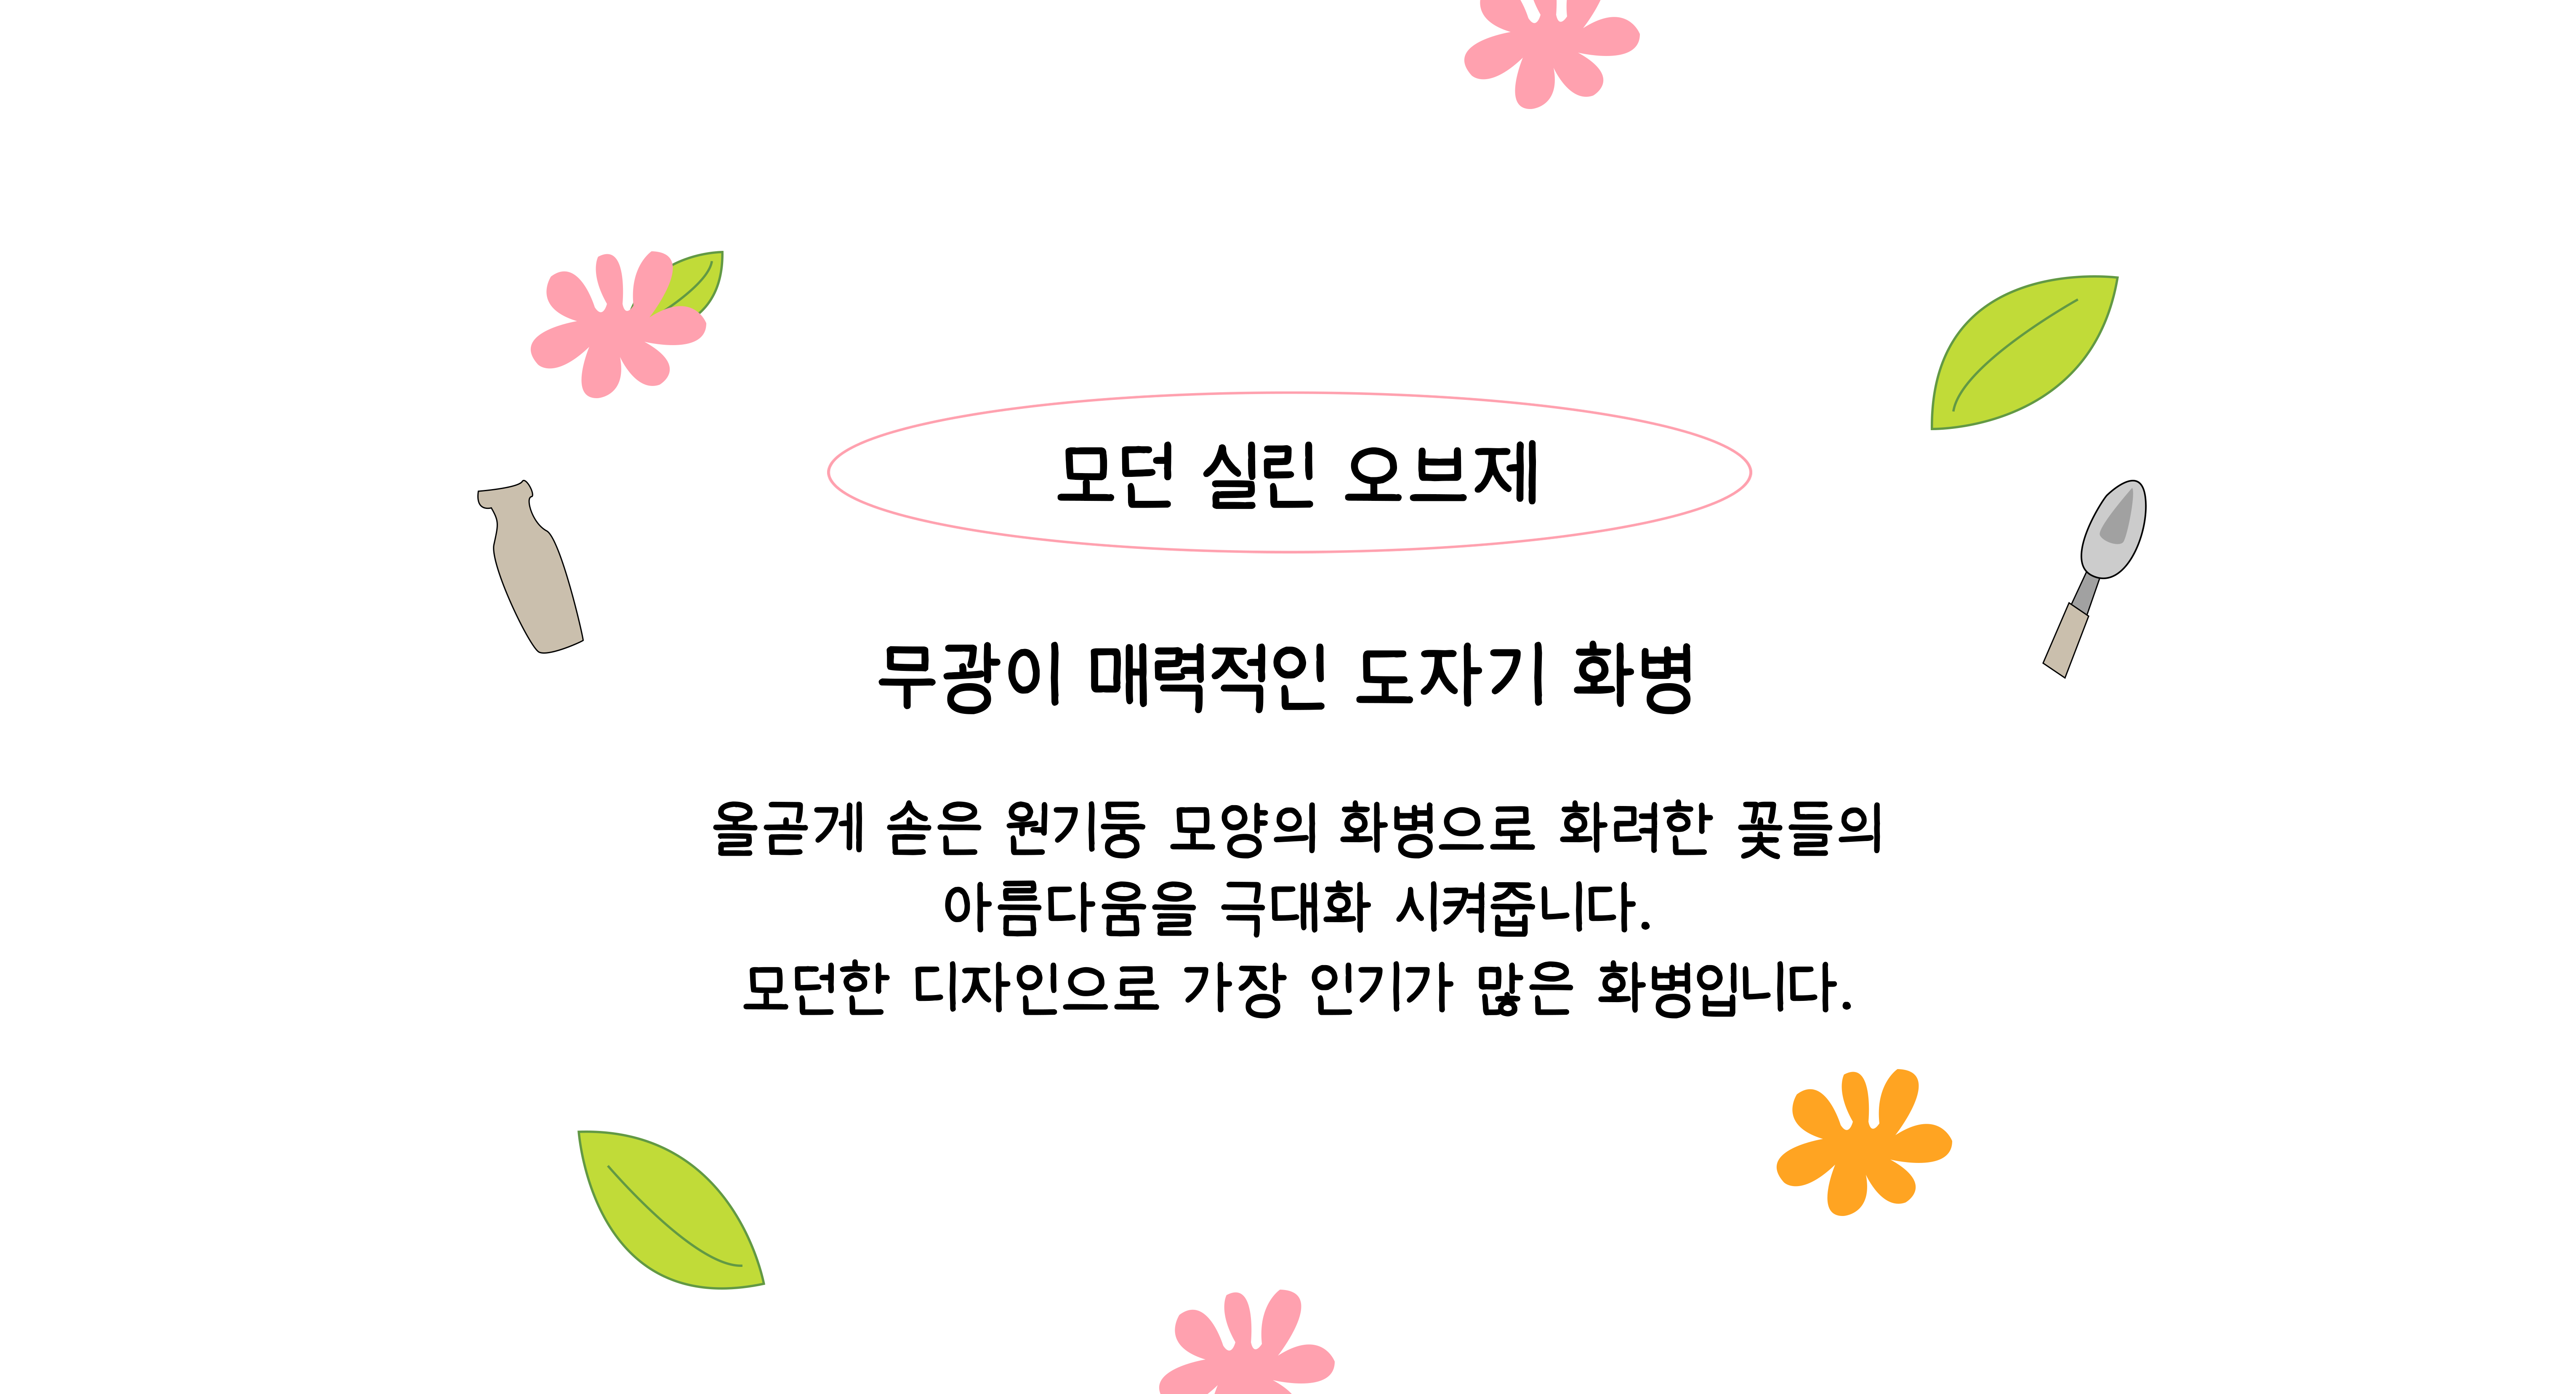 모던 실린 오브제
무광이 매력적인 도자기 화병
올곧게 솓은 원기둥 모양의 화병으로 화려한 꽃들의
아름다움을 극대화 시켜줍니다.
모던한 디자인으로 가장 인기가 많은 화병입니다.